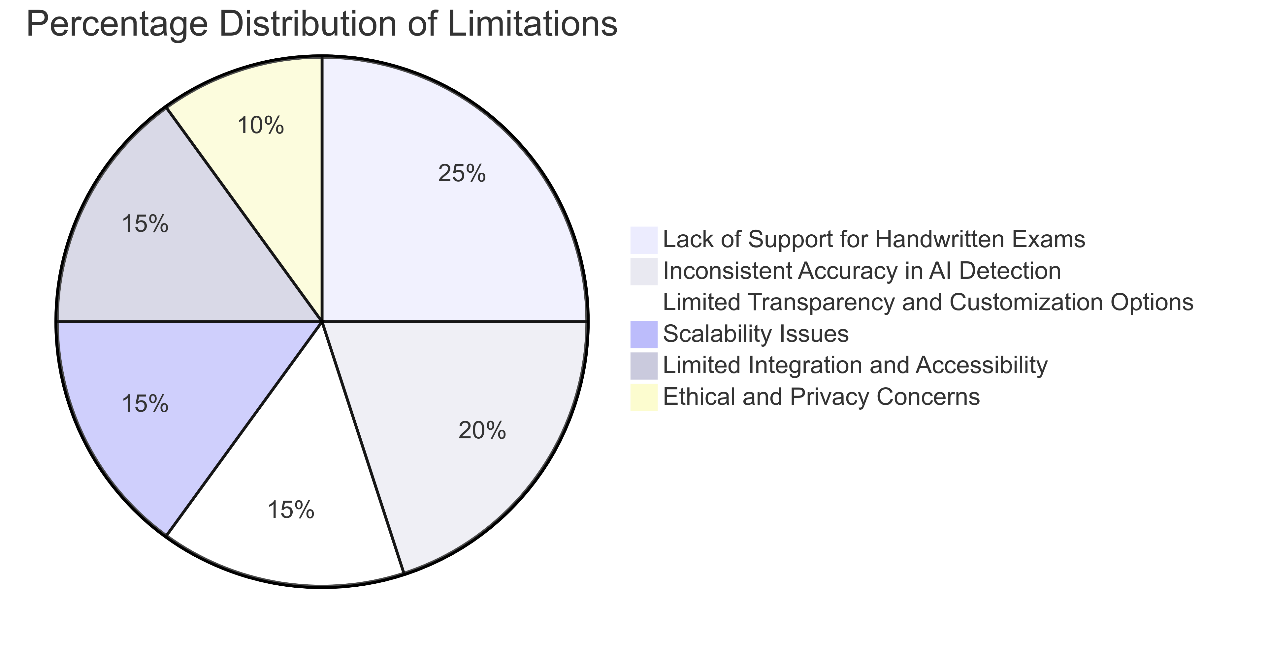 Percentage Distribution of Limitations
10%
25%
15%
15%
20%
15%
Lack of Support for Handwritten Exams
Inconsistent Accuracy in AI Detection
Limited Transparency and Customization Options
Scalability Issues
Limited Integration and Accessibility
Ethical and Privacy Concerns